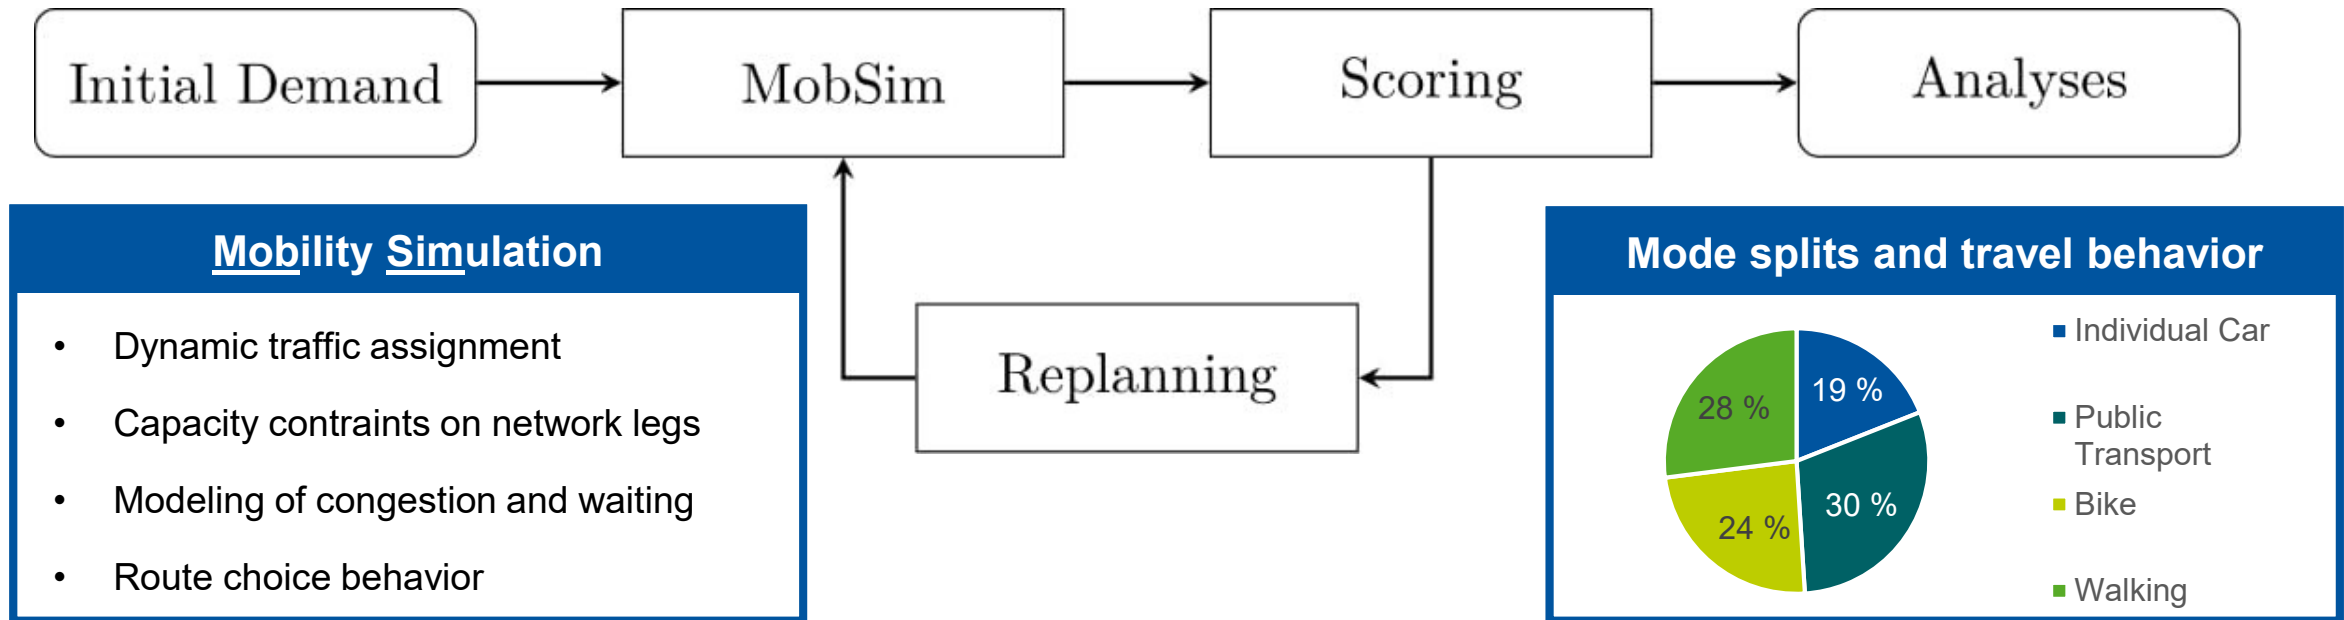 Initial Demand
MobSim
Scoring
Analyses
Replanning
Mobility Simulation
• Dynamic traffic assignment
• Capacity contraints on network legs
• Modeling of congestion and waiting
• Route choice behavior
Mode splits and travel behavior
19 %
30 %
24 %
28 %
Individual Car
Public
Transport
Bike
Walking